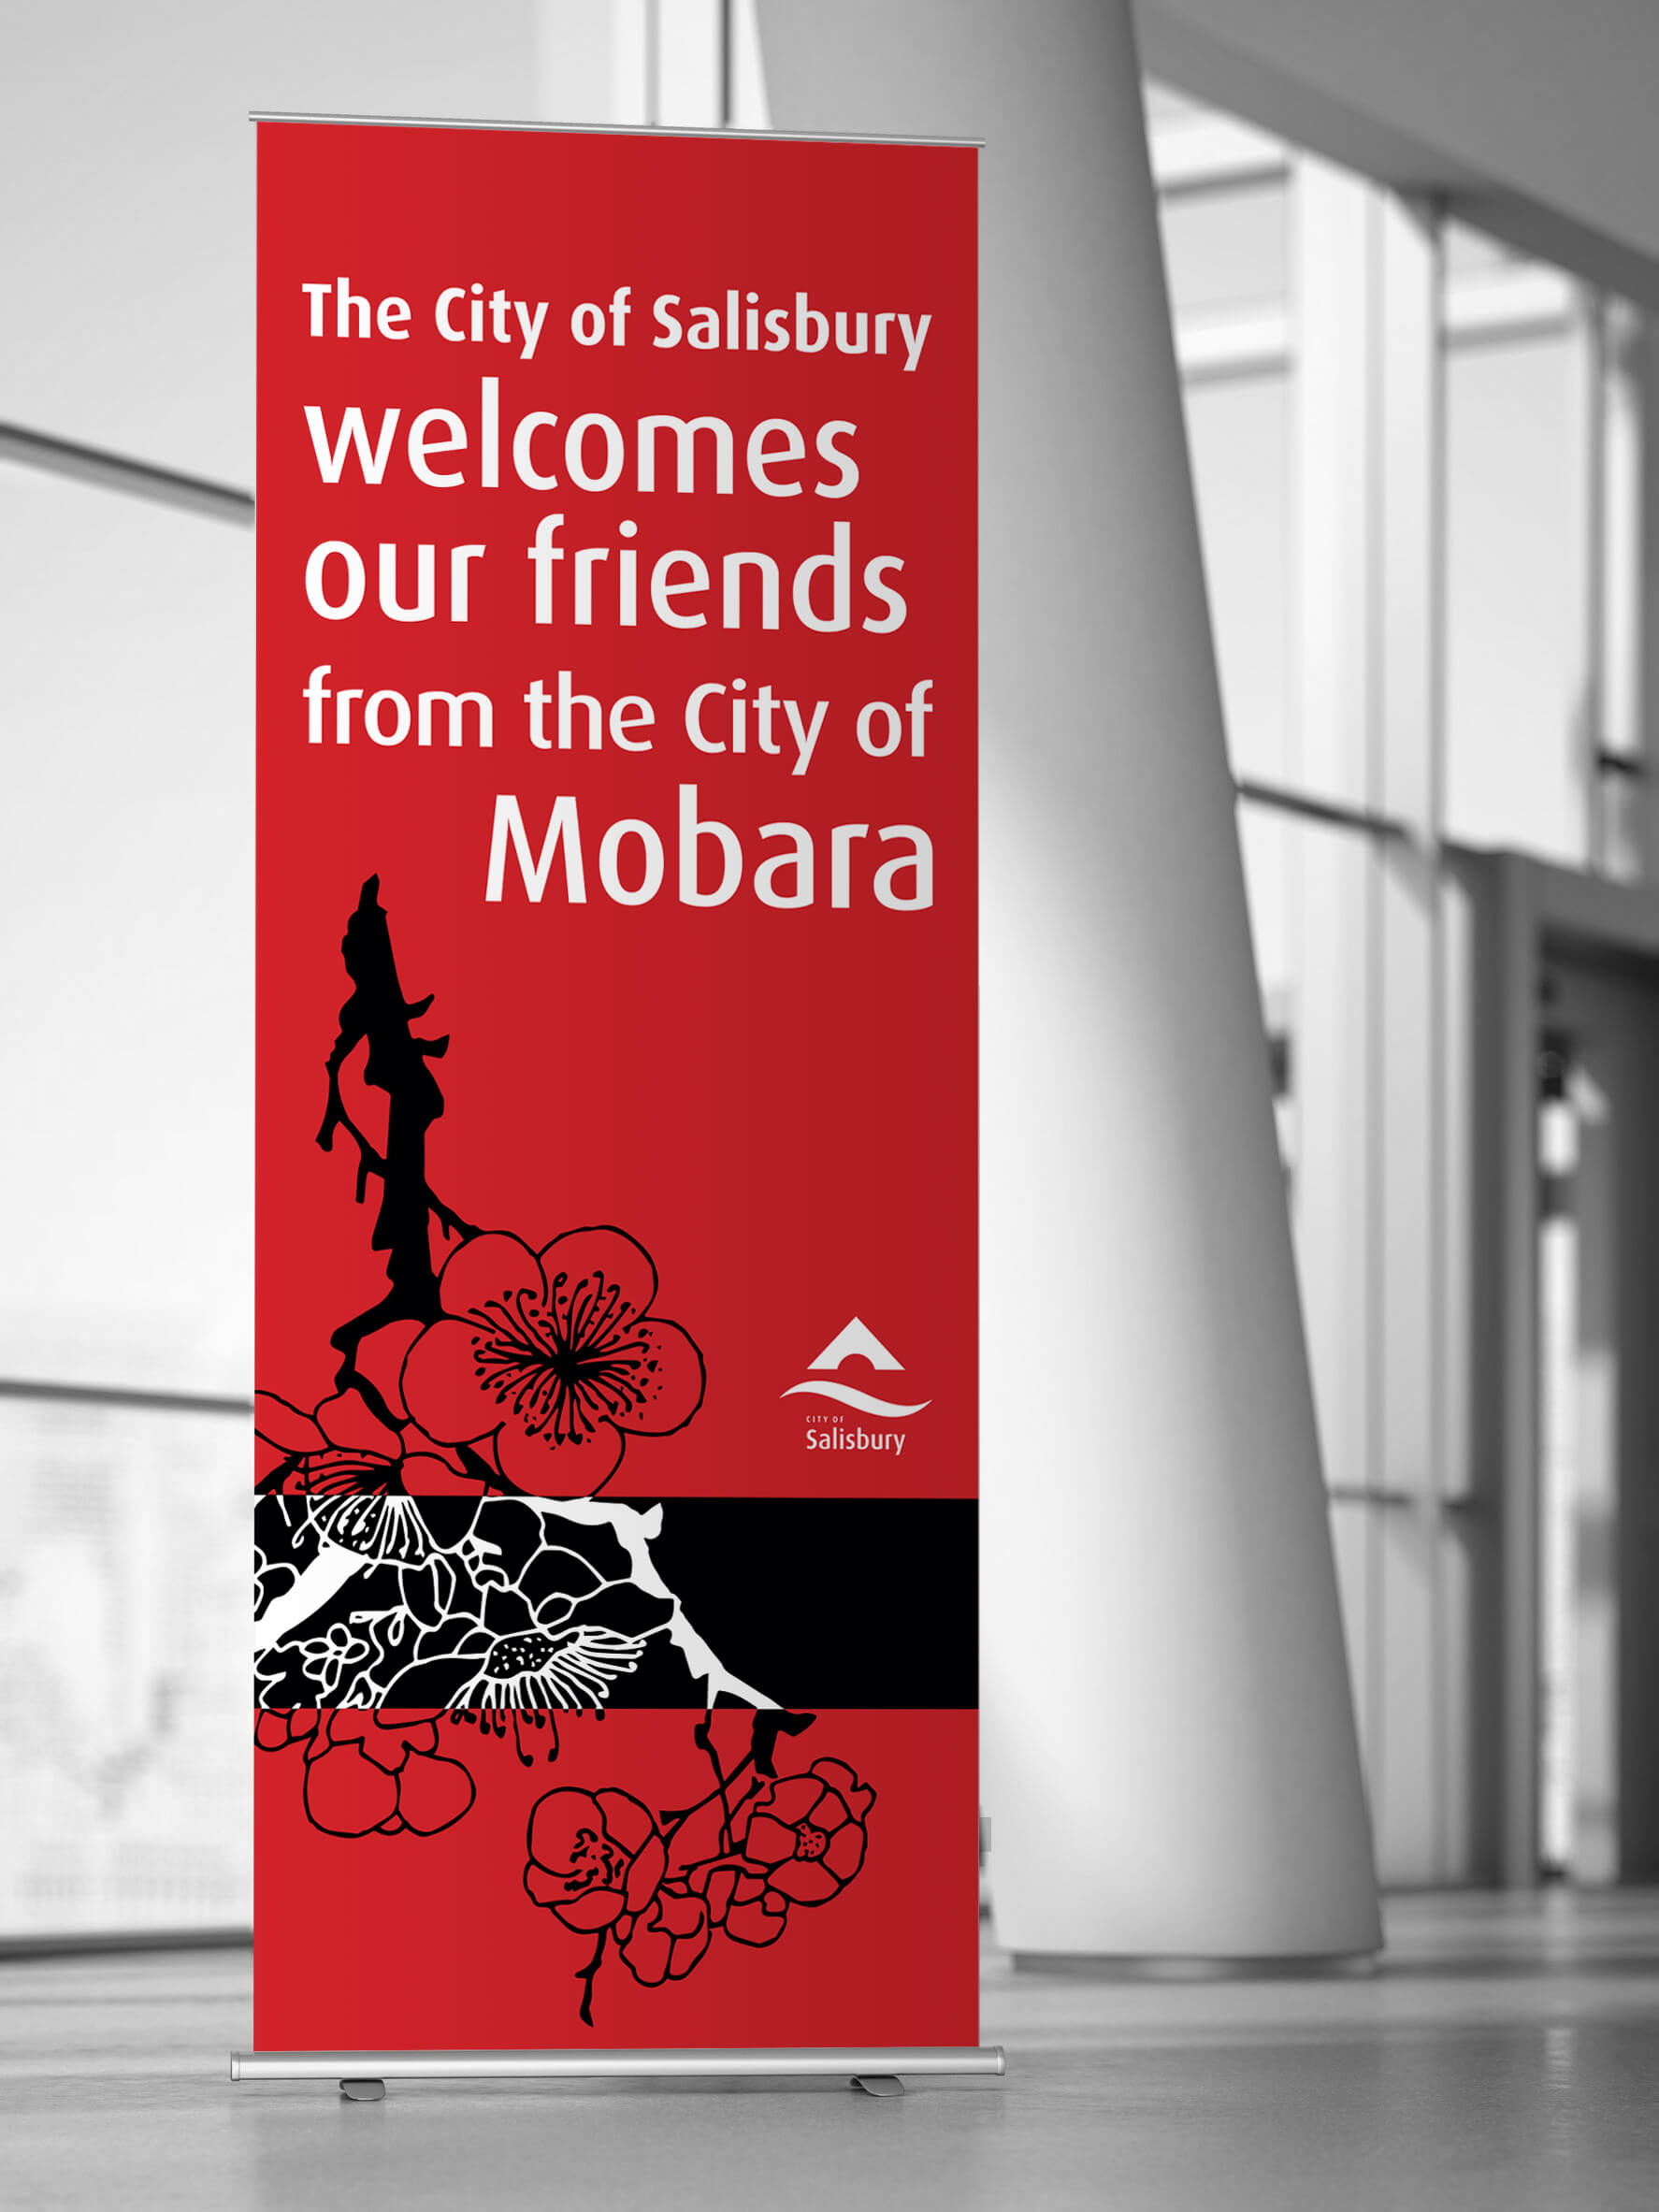 The City of Salisbury
welcomes
our friends
from the City of
Mobara
CITY OF
Salisbury